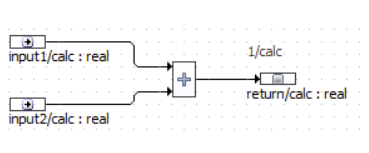 input1/calc : real
1/calc
return/calc : real
input2/calc : real